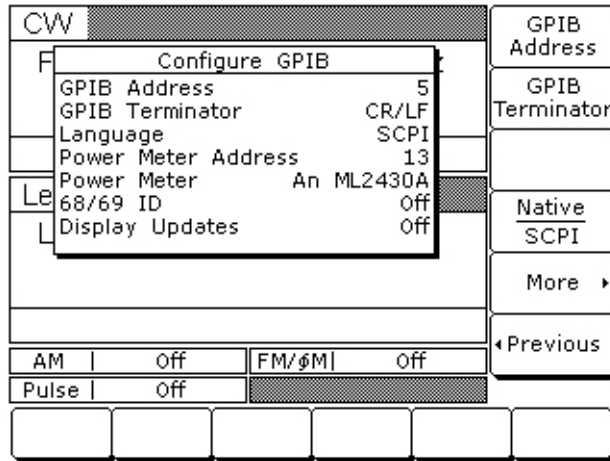 CW
F
Configure GPIB
GPIB Address 5
GPIB Terminator CR/LF
Language SCPI
Power Meter Address 13
Power Meter An ML2430A
68/69 ID Off
Display Updates Off
Le
L
AM | Off
FM/ɸM| Off
Pulse | Off
GPIB
Address
GPIB
Terminator
Native
SCPI
More
Previous